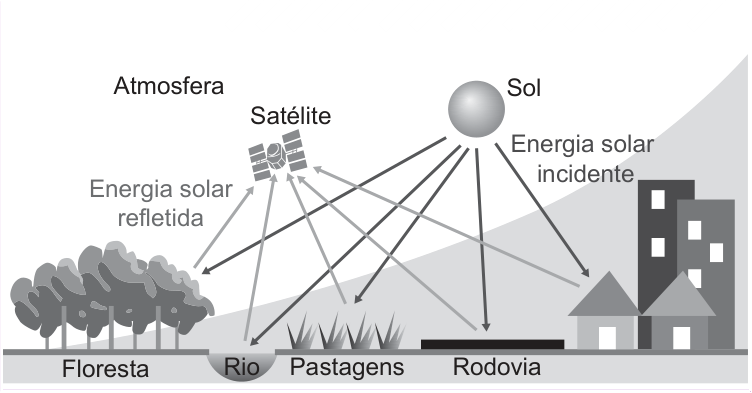 Atmosfera
Sol
Satélite
Energia solar
incidente
Energia solar
refletida
Floresta
Rio
Pastagens
Rodovia